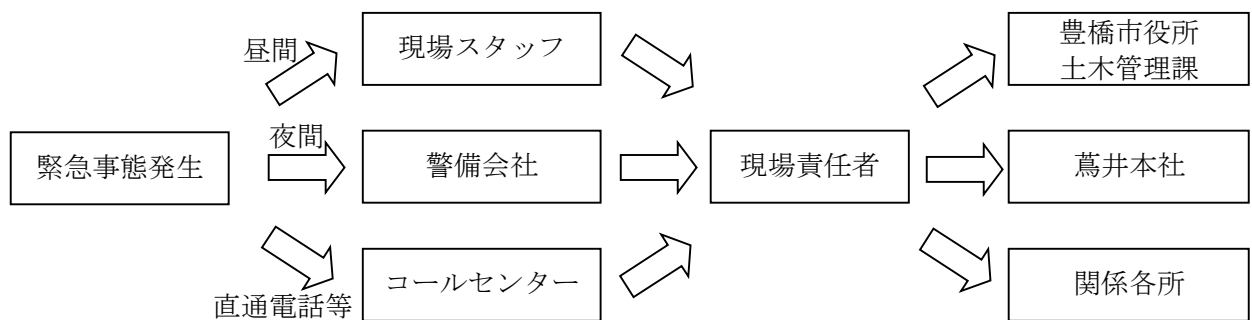 昼間
現場スタッフ
豊橋市役所
土木管理課
緊急事態発生
夜間
警備会社
現場責任者
蔦井本社
直通電話等
コールセンター
関係各所